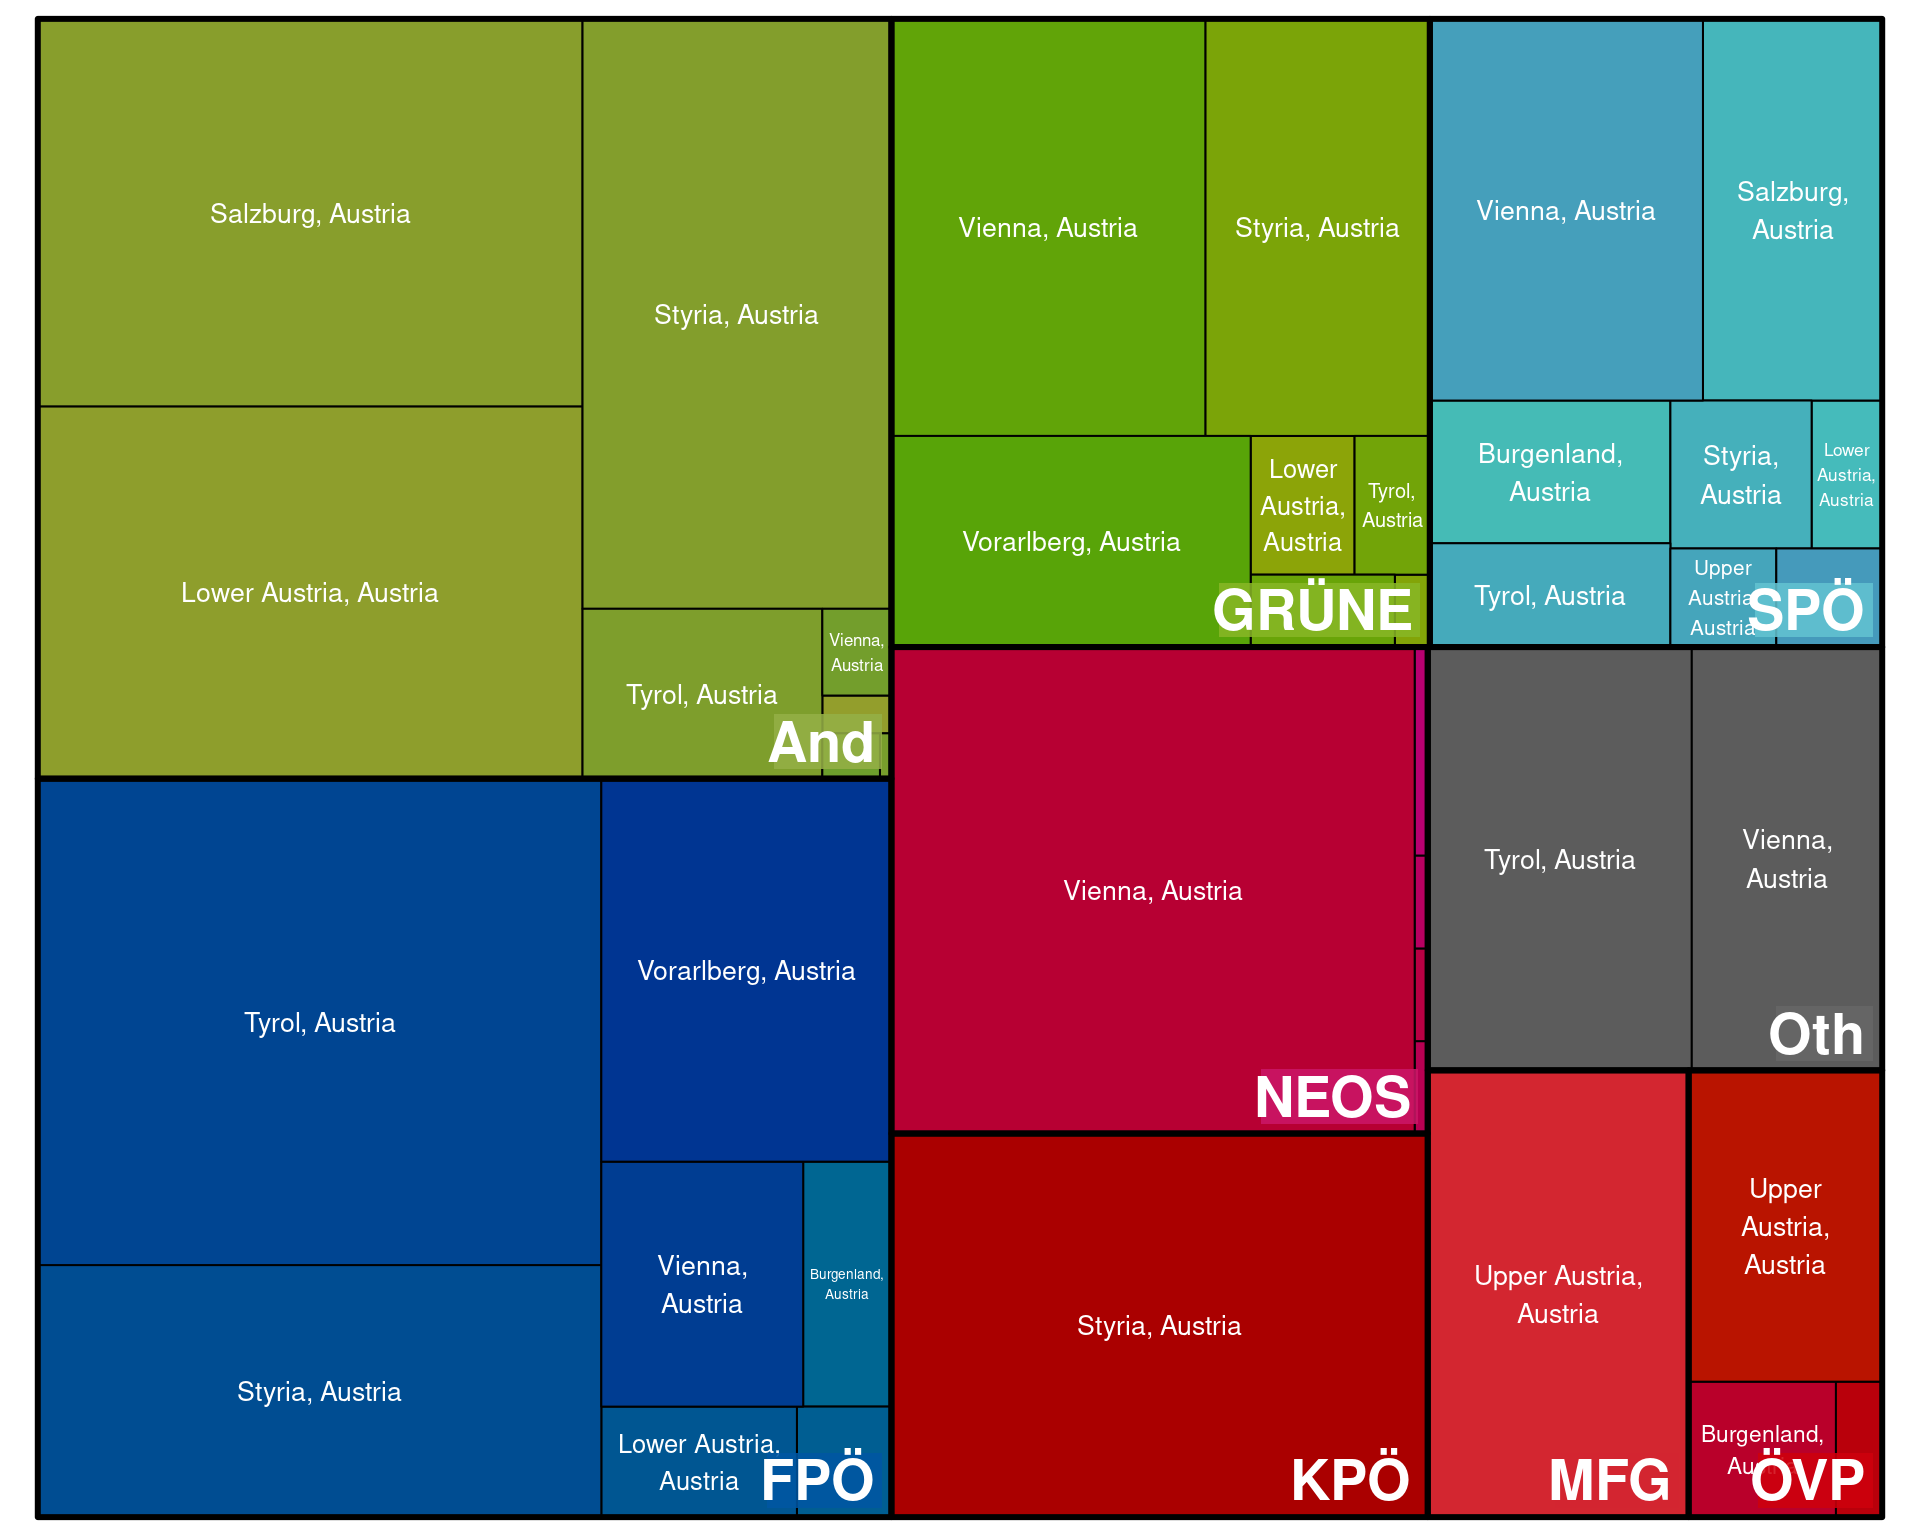 Salzburg, Austria
Styria, Austria
Lower Austria, Austria
Tyrol, Austria
Vienna,
Austria
And
Vienna, Austria
Styria, Austria
Vorarlberg, Austria
Lower
Austria,
Austria
Tyrol,
Austria
GRÜNE
Vienna, Austria
Salzburg,
Austria
Burgenland,
Austria
Styria,
Austria
Lower
Austria,
Austria
Tyrol, Austria
Upper
Austria
Austria
SPÖ
Tyrol, Austria
Vorarlberg, Austria
Styria, Austria
Vienna,
Austria
Burgenland,
Austria
Lower Austria,
Austria
FPÖ
Vienna, Austria
NEOS
Styria, Austria
KPÖ
Tyrol, Austria
Vienna,
Austria
Oth
Upper Austria,
Austria
MFG
Upper
Austria,
Austria
Burgenland,
ÖVP